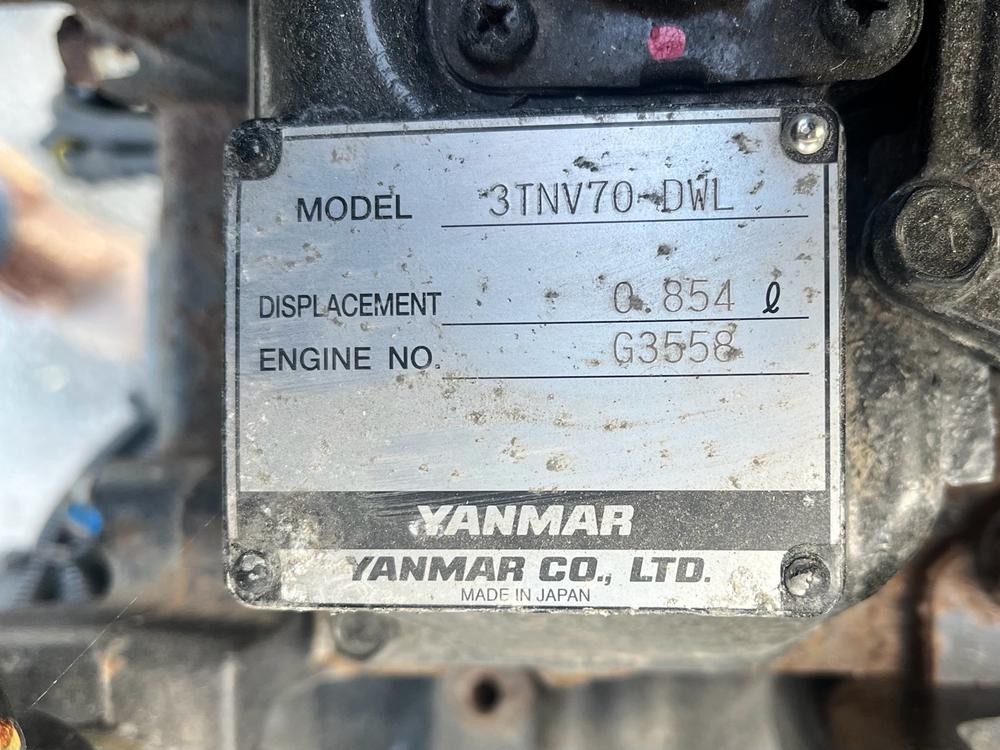 MODEL 3TNV70-DWL
DISPLACEMENT 0.854 ℓ
ENGINE NO. G3558
YANMAR
YANMAR CO., LTD.
MADE IN JAPAN